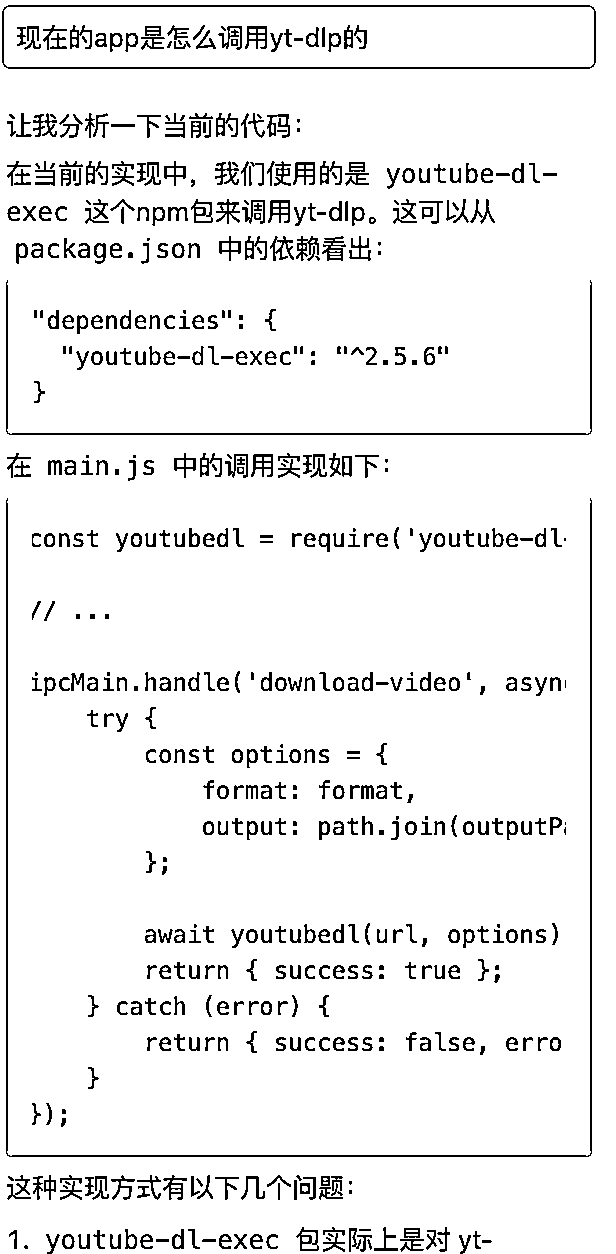 现在的app是怎么调用yt-dlp的
让我分析一下当前的代码：
在当前的实现中，我们使用的是 youtube-dl-
exec 这个npm包来调用yt-dlp。这可以从
package.json 中的依赖看出：
"dependencies": {
  "youtube-dl-exec": "^2.5.6"
}
在 main.js 中的调用实现如下：
const youtubedl = require('youtube-dl-
// ...
ipcMain.handle('download-video', asyn
    try {
        const options = {
            format: format,
            output: path.join(outputPa
        };
        await youtubedl(url, options)
        return { success: true };
    } catch (error) {
        return { success: false, erro
    }
});
这种实现方式有以下几个问题：
1. youtube-dl-exec 包实际上是对 yt-